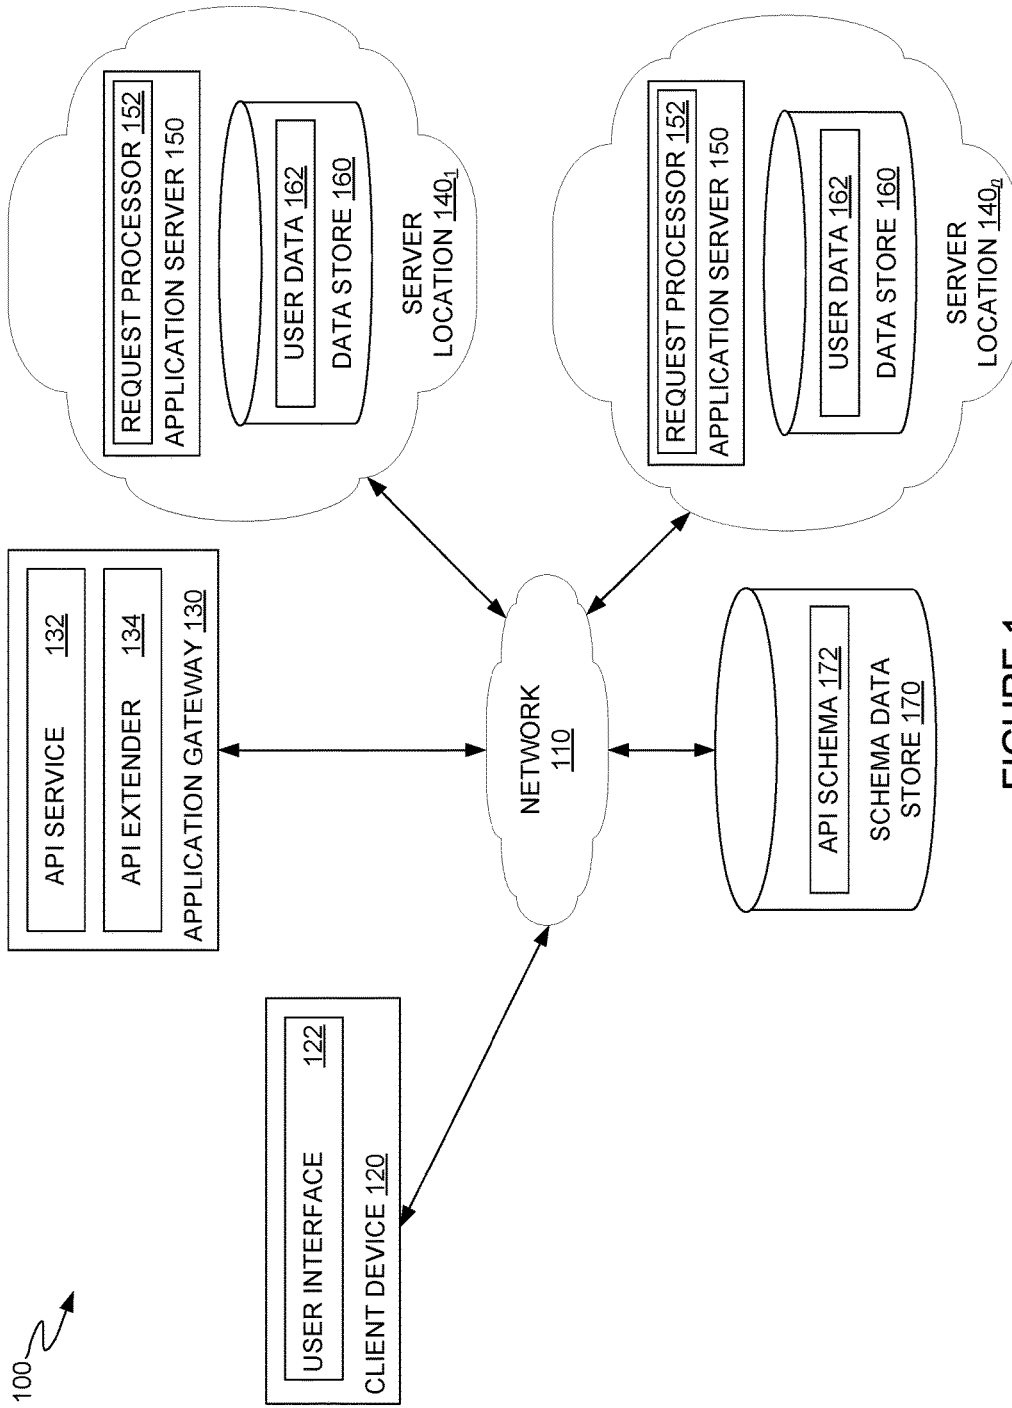 100
USER INTERFACE 122
CLIENT DEVICE 120
API SERVICE 132
API EXTENDER 134
APPLICATION GATEWAY 130
NETWORK
110
API SCHEMA 172
SCHEMA DATA
STORE 170
REQUEST PROCESSOR 152
APPLICATION SERVER 150
USER DATA 162
DATA STORE 160
SERVER
LOCATION 140₁
REQUEST PROCESSOR 152
APPLICATION SERVER 150
USER DATA 162
DATA STORE 160
SERVER
LOCATION 140ₙ
FIGURE 1